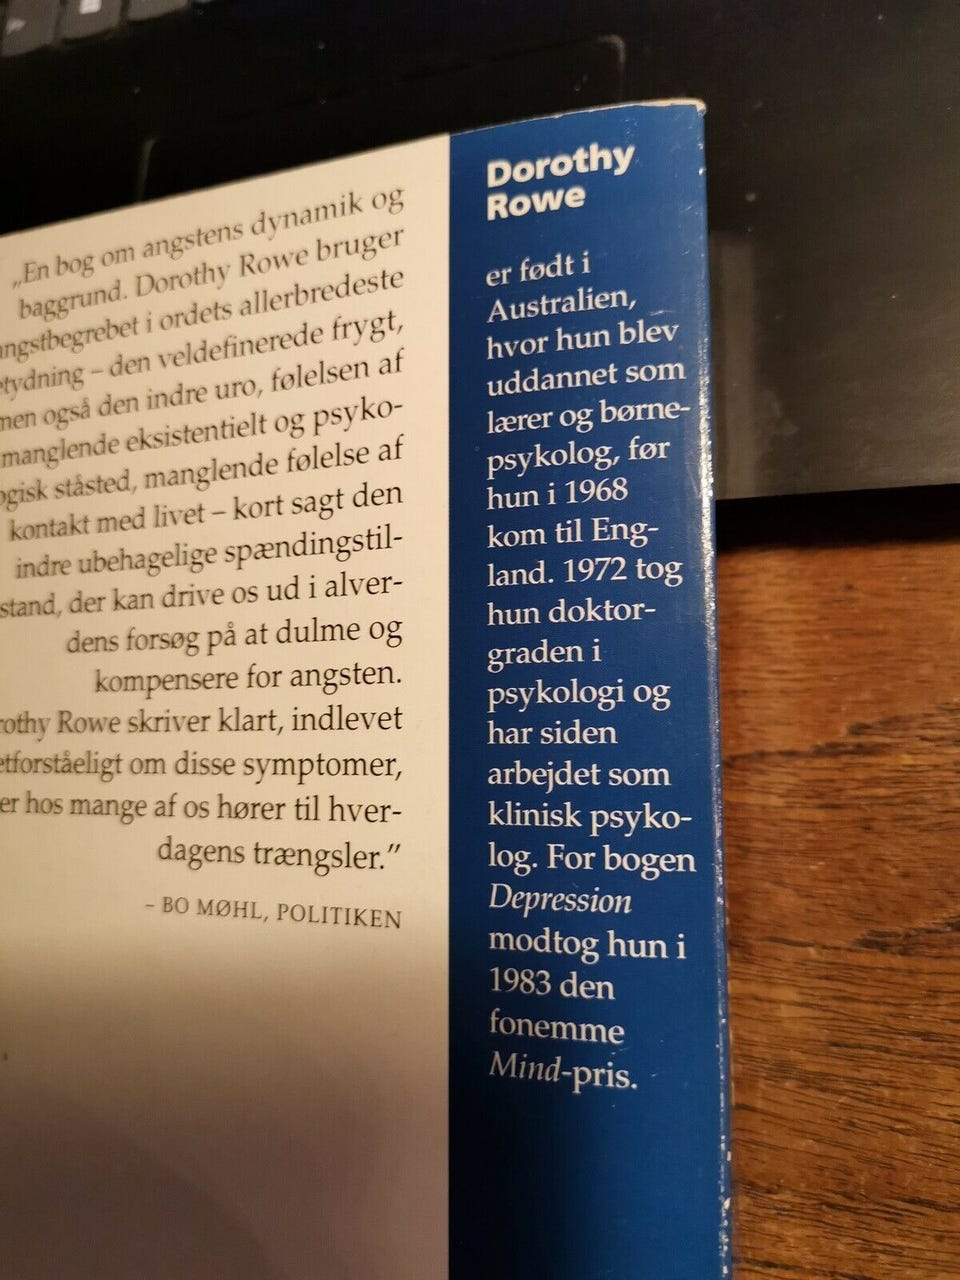 „En bog om angstens dynamik og
baggrund. Dorothy Rowe bruger
angstbegrebet i ordets allerbredeste
tydning – den veldefinerede frygt,
men også den indre uro, følelsen af
manglende eksistentielt og psyko-
ogisk ståsted, manglende følelse af
kontakt med livet – kort sagt den
indre ubehagelige spændingstil-
stand, der kan drive os ud i alver-
dens forsøg på at dulme og
kompensere for angsten.
rothy Rowe skriver klart, indlevet
etforståeligt om disse symptomer,
er hos mange af os hører til hver-
dagens trængsler.”
– BO MØHL, POLITIKEN
Dorothy
Rowe
er født i
Australien,
hvor hun blev
uddannet som
lærer og børne-
psykolog, før
hun i 1968
kom til Eng-
land. 1972 tog
hun doktor-
graden i
psykologi og
har siden
arbejdet som
klinisk psyko-
log. For bogen
Depression
modtog hun i
1983 den
fonemme
Mind-pris.